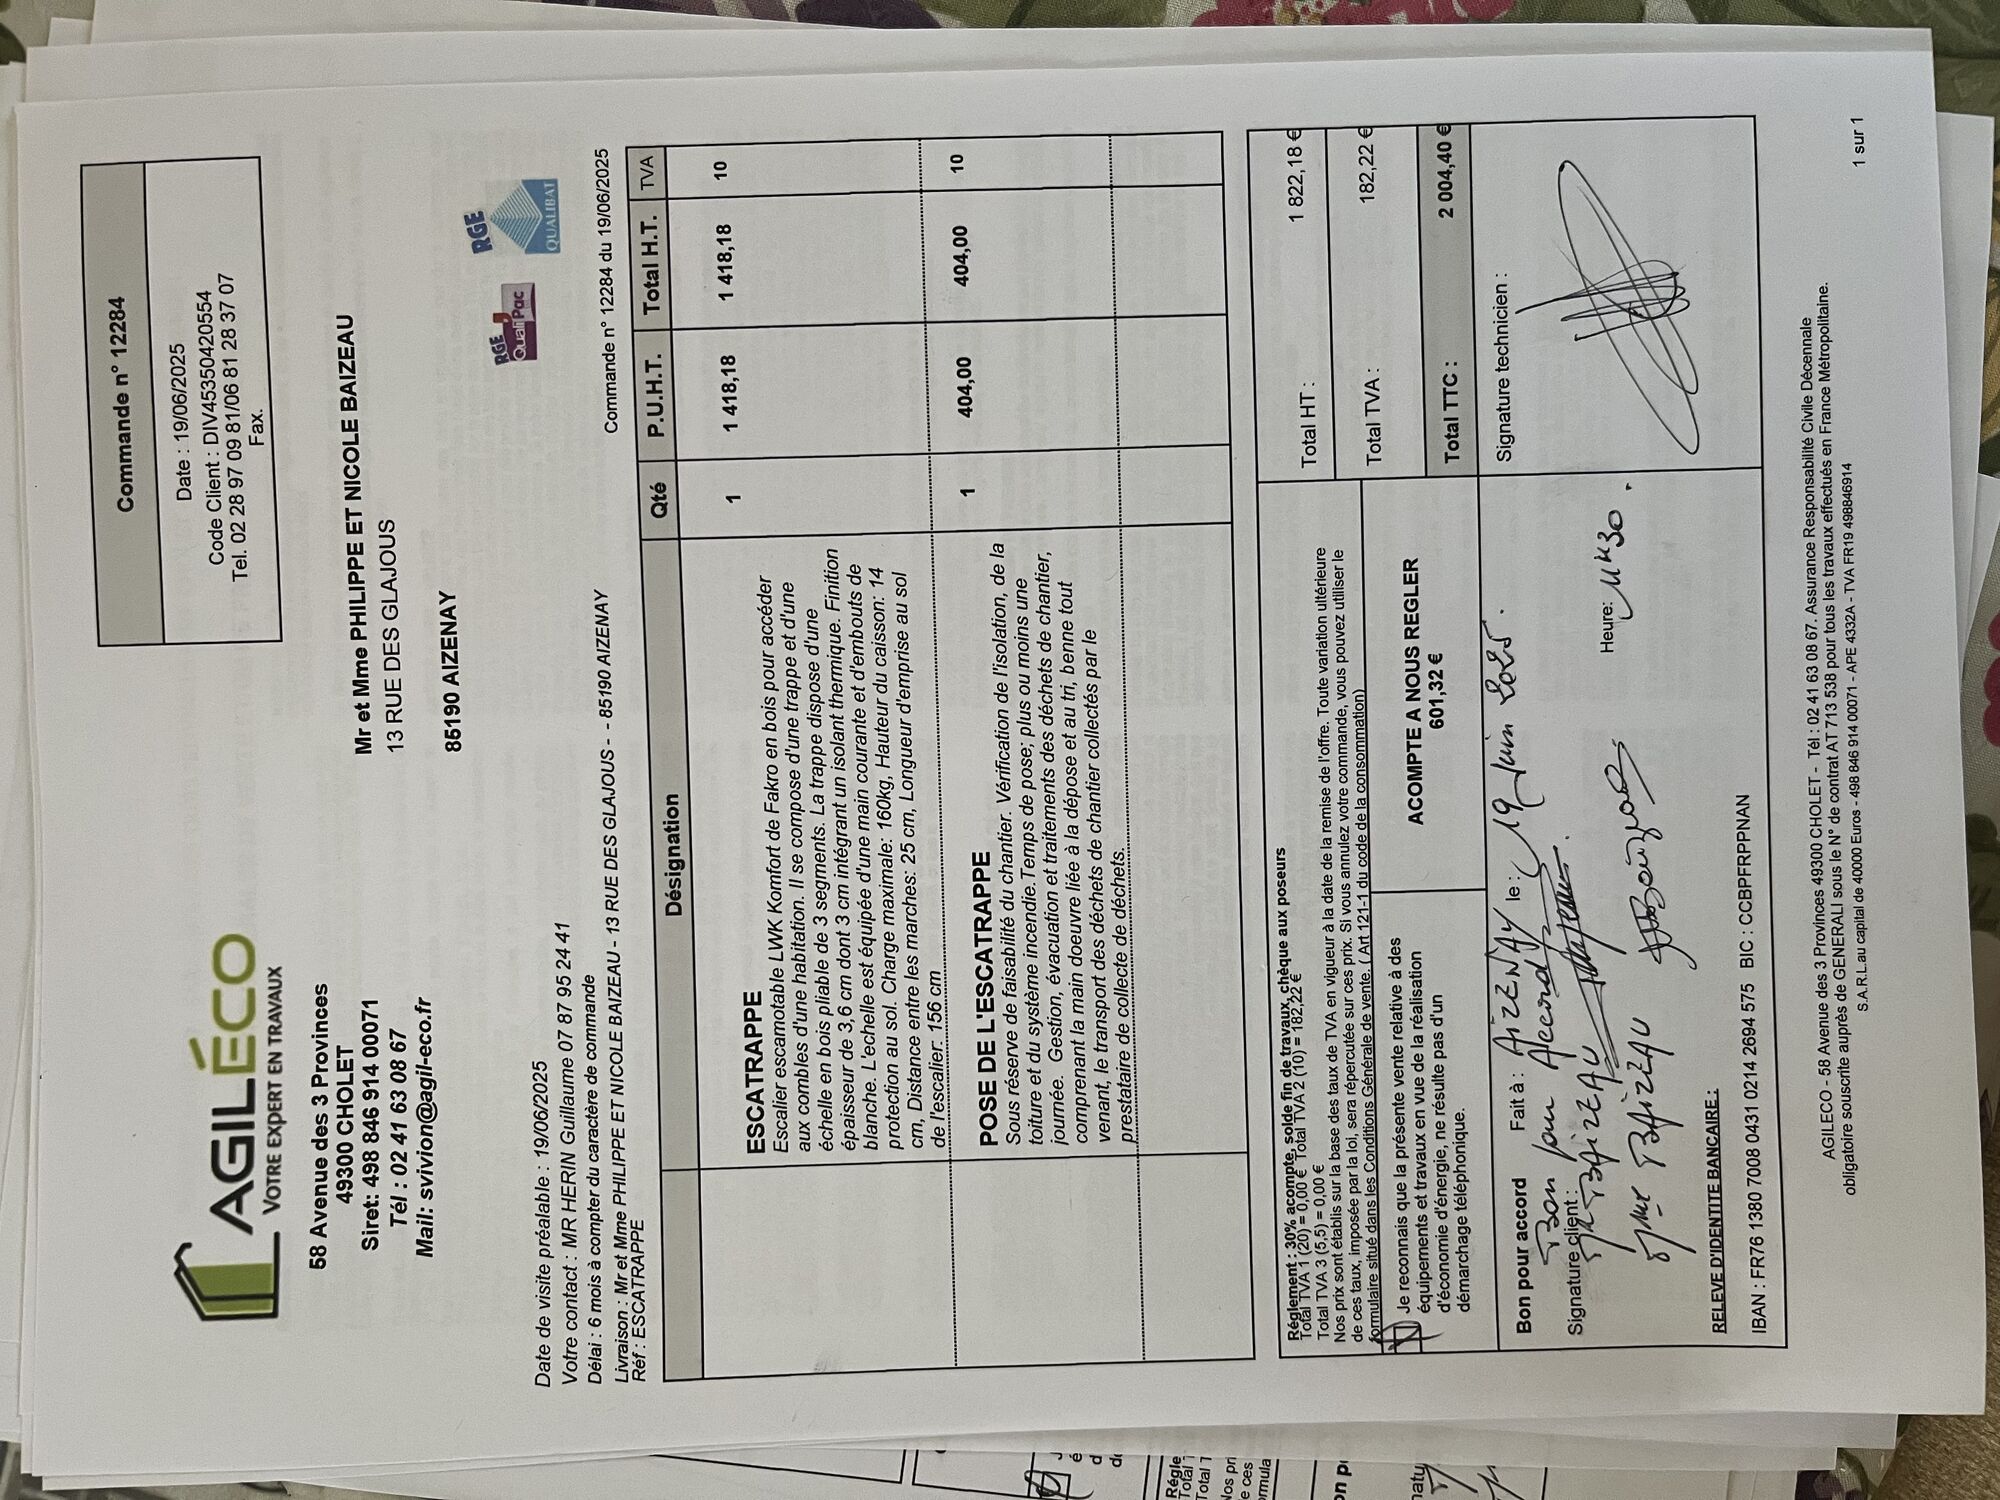 AGILÉCO
VOTRE EXPERT EN TRAVAUX
58 Avenue des 3 Provinces
49300 CHOLET
Siret: 498 846 914 00071
Tél : 02 41 63 08 67
Mail: svivion@agil-eco.fr
Commande n° 12284
Date : 19/06/2025
Code Client : DIV45350420554
Tel. 02 28 97 09 81/06 81 28 37 07
Fax.
Mr et Mme PHILIPPE ET NICOLE BAIZEAU
13 RUE DES GLAJOUS
85190 AIZENAY
RGE
QualiPac
RGE
QUALIBAT
Date de visite préalable : 19/06/2025
Votre contact : MR HERIN Guillaume 07 87 95 24 41
Délai : 6 mois à compter du caractère de commande
Livraison : Mr et Mme PHILIPPE ET NICOLE BAIZEAU - 13 RUE DES GLAJOUS - - 85190 AIZENAY
Réf : ESCATRAPPE
Commande n° 12284 du 19/06/2025
Désignation Qté P.U.H.T. Total H.T. TVA
ESCATRAPPE 1 1 418,18 1 418,18 10
Escalier escamotable LWK Komfort de Fakro en bois pour accéder
aux combles d'une habitation. Il se compose d'une trappe et d'une
échelle en bois pliable de 3 segments. La trappe dispose d'une
épaisseur de 3,6 cm dont 3 cm intégrant un isolant thermique. Finition
blanche. L'echelle est équipée d'une main courante et d'embouts de
protection au sol. Charge maximale: 160kg, Hauteur du caisson: 14
cm, Distance entre les marches: 25 cm, Longueur d'emprise au sol
de l'escalier: 156 cm
POSE DE L'ESCATRAPPE 1 404,00 404,00 10
Sous réserve de faisabilité du chantier. Vérification de l'isolation, de la
toiture et du système incendie.Temps de pose; plus ou moins une
journée. Gestion, évacuation et traitements des déchets de chantier,
comprenant la main doeuvre liée à la dépose et au tri, benne tout
venant, le transport des déchets de chantier collectés par le
prestataire de collecte de déchets.
Réglement : 30% acompte, solde fin de travaux, chèque aux poseurs
Total TVA 1 (20) = 0,00 € Total TVA 2 (10) = 182,22 €
Total TVA 3 (5,5) = 0,00 €
Nos prix sont établis sur la base des taux de TVA en vigueur à la date de la remise de l'offre. Toute variation ultérieure
de ces taux, imposée par la loi, sera répercutée sur ces prix. Si vous annulez votre commande, vous pouvez utiliser le
formulaire situé dans les Conditions Générale de vente. ( Art 121-1 du code de la consommation)
Total HT : 1 822,18 €
Total TVA : 182,22 €
Total TTC : 2 004,40 €
Je reconnais que la présente vente relative à des
équipements et travaux en vue de la réalisation
d'économie d'énergie, ne résulte pas d'un
démarchage téléphonique.
ACOMPTE A NOUS REGLER
601,32 €
Bon pour accord Fait à : AIZENAY le : 19 Juin 2025.
Bon pour Accord
Signature client :
Mr BAIZEAU
Heure: 11H30.
Mme BAIZEAU
Signature technicien :
RELEVE D'IDENTITE BANCAIRE :
IBAN : FR76 1380 7008 0431 0214 2694 575 BIC : CCBPFRPPNAN
AGILECO - 58 Avenue des 3 Provinces 49300 CHOLET - Tél : 02 41 63 08 67. Assurance Responsabilité Civile Décennale
obligatoire souscrite auprès de GENERALI sous le N° de contrat AT 713 538 pour tous les travaux effectués en France Métropolitaine.
S.A.R.L.au capital de 40000 Euros - 498 846 914 00071 - APE 4332A - TVA FR19 498846914
1 sur 1